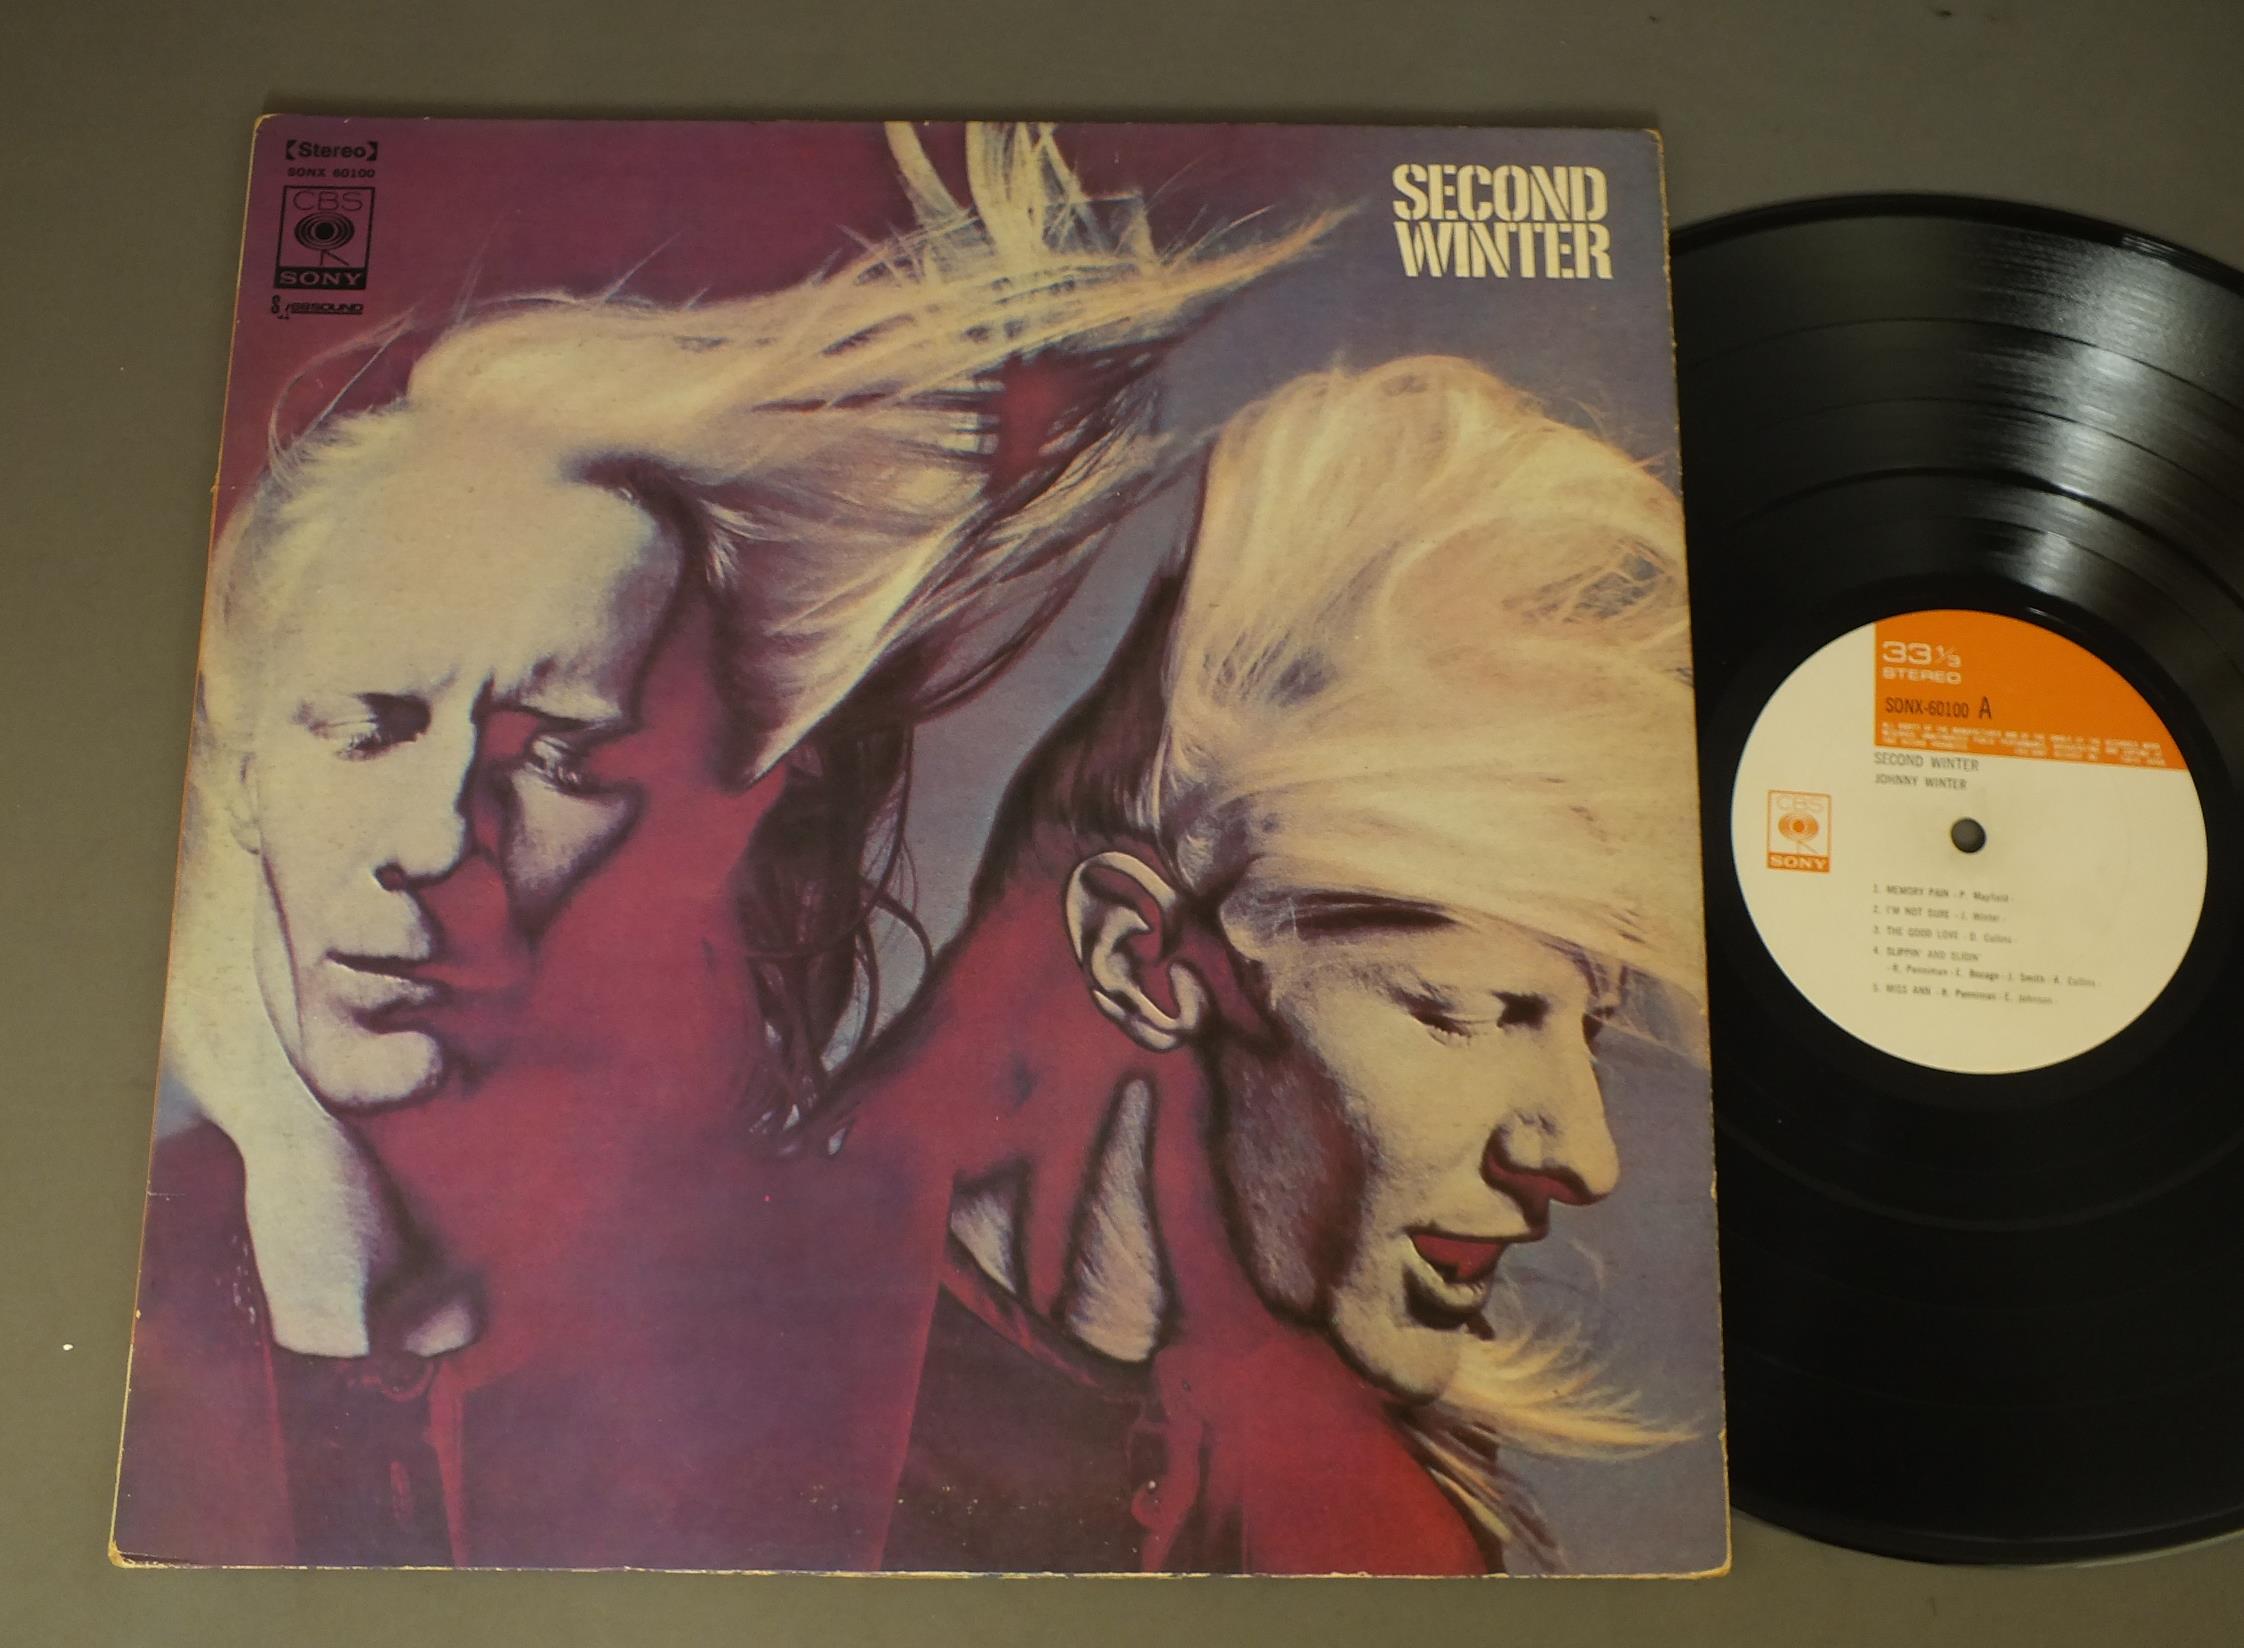 【Stereo】
SONX 60100
CBS
SONY
SECOND
WINTER
33 1/3
STEREO
SONX-60100 A
SECOND WINTER
JOHNNY WINTER
CBS
SONY
1. MEMORY PAIN - P. Mayfield -
2. I'M NOT SURE - J. Winter -
3. THE GOOD LOVE - D. Collins -
4. SLIPPIN' AND SLIDIN'
- R. Penniman - E. Bocage - J. Smith - A. Collins -
5. MISS ANN - R. Penniman - E. Johnson -